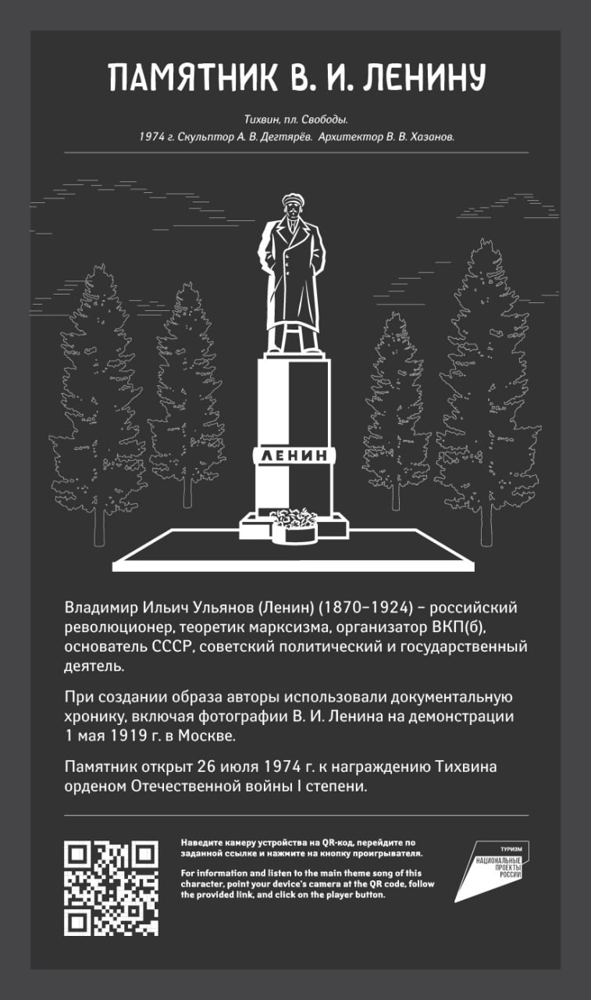 ПАМЯТНИК В. И. ЛЕНИНУ
Тихвин, пл. Свободы.
1974 г. Скульптор А. В. Дегтярёв. Архитектор В. В. Хазанов.
ЛЕНИН
Владимир Ильич Ульянов (Ленин) (1870–1924) – российский
революционер, теоретик марксизма, организатор ВКП(б),
основатель СССР, советский политический и государственный
деятель.
При создании образа авторы использовали документальную
хронику, включая фотографии В. И. Ленина на демонстрации
1 мая 1919 г. в Москве.
Памятник открыт 26 июля 1974 г. к награждению Тихвина
орденом Отечественной войны I степени.
Наведите камеру устройства на QR-код, перейдите по
заданной ссылке и нажмите на кнопку проигрывателя.
For information and listen to the main theme song of this
character, point your device's camera at the QR code, follow
the provided link, and click on the player button.
ТУРИЗМ
НАЦИОНАЛЬНЫЕ
ПРОЕКТЫ
РОССИИ